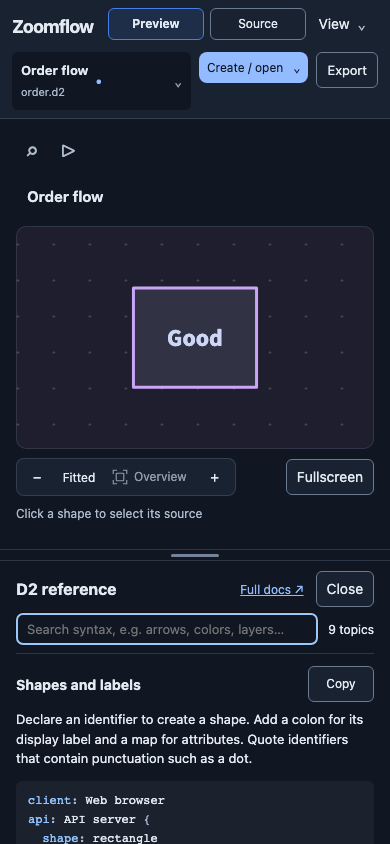 Zoomflow
Preview
Source
View
Order flow
order.d2
Create / open
Export
Order flow
Good
− Fitted Overview +
Fullscreen
Click a shape to select its source
D2 reference
Full docs ↗
Close
Search syntax, e.g. arrows, colors, layers...
9 topics
Shapes and labels
Copy
Declare an identifier to create a shape. Add a colon for its
display label and a map for attributes. Quote identifiers
that contain punctuation such as a dot.
client: Web browser
api: API server {
shape: rectangle